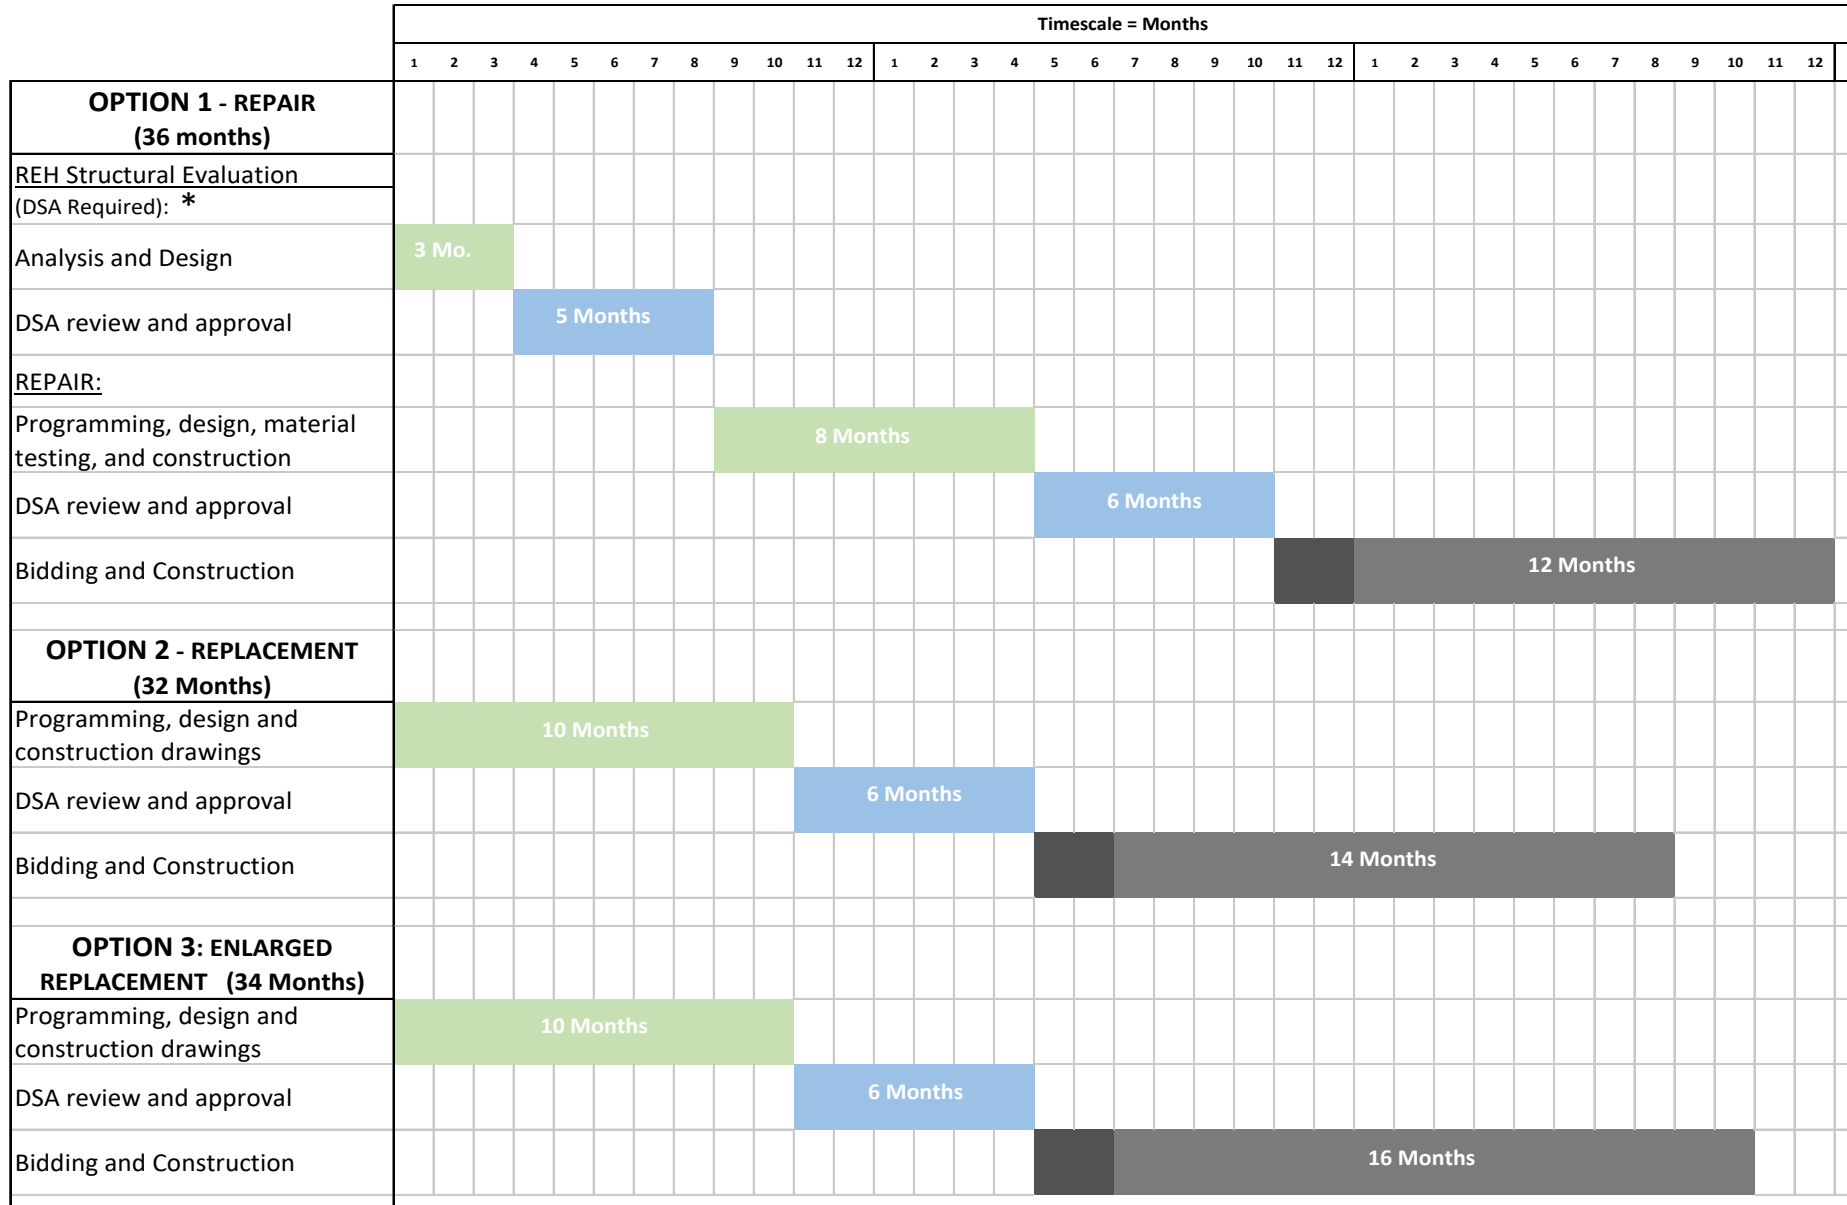 Timescale = Months
1 2 3 4 5 6 7 8 9 10 11 12 1 2 3 4 5 6 7 8 9 10 11 12 1 2 3 4 5 6 7 8 9 10 11 12
OPTION 1 - REPAIR
(36 months)
REH Structural Evaluation
(DSA Required): *
Analysis and Design
3 Mo.
DSA review and approval
5 Months
REPAIR:
Programming, design, material
testing, and construction
8 Months
DSA review and approval
6 Months
Bidding and Construction
12 Months
OPTION 2 - REPLACEMENT
(32 Months)
Programming, design and
construction drawings
10 Months
DSA review and approval
6 Months
Bidding and Construction
14 Months
OPTION 3: ENLARGED
REPLACEMENT (34 Months)
Programming, design and
construction drawings
10 Months
DSA review and approval
6 Months
Bidding and Construction
16 Months